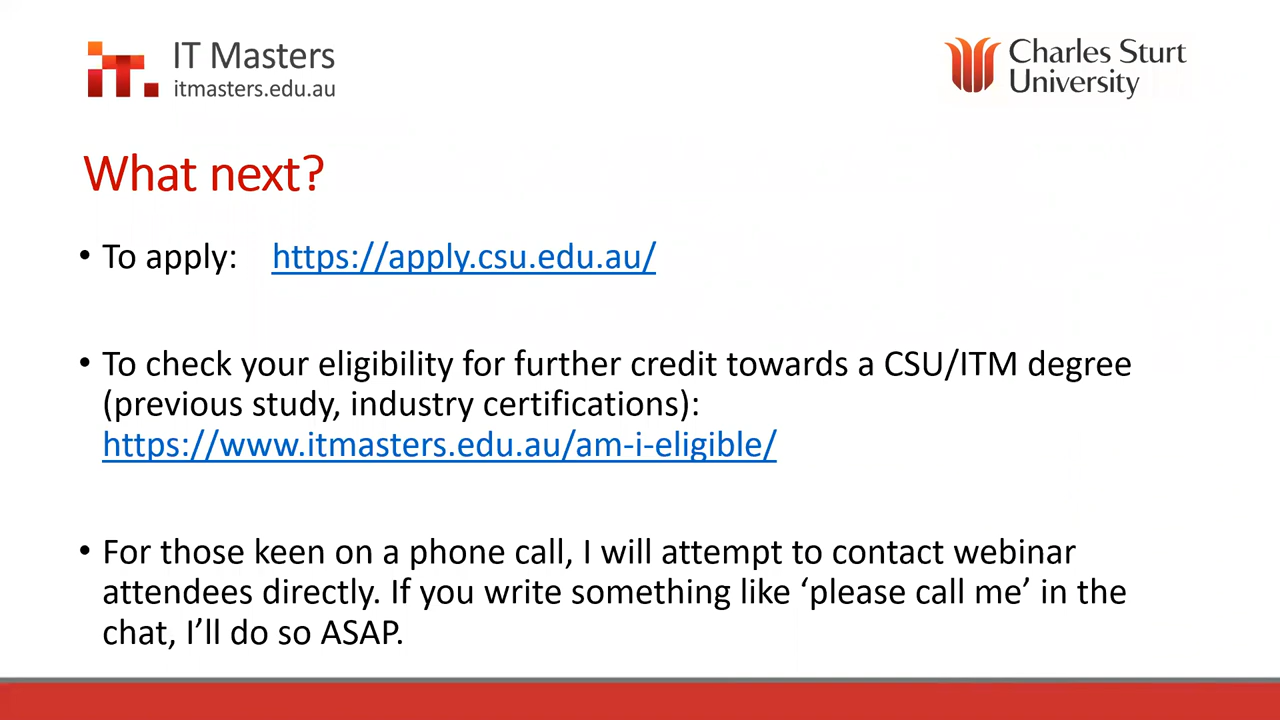 IT Masters
itmasters.edu.au
Charles Sturt
University
What next?
• To apply: https://apply.csu.edu.au/
• To check your eligibility for further credit towards a CSU/ITM degree
(previous study, industry certifications):
https://www.itmasters.edu.au/am-i-eligible/
• For those keen on a phone call, I will attempt to contact webinar
attendees directly. If you write something like ‘please call me’ in the
chat, I’ll do so ASAP.